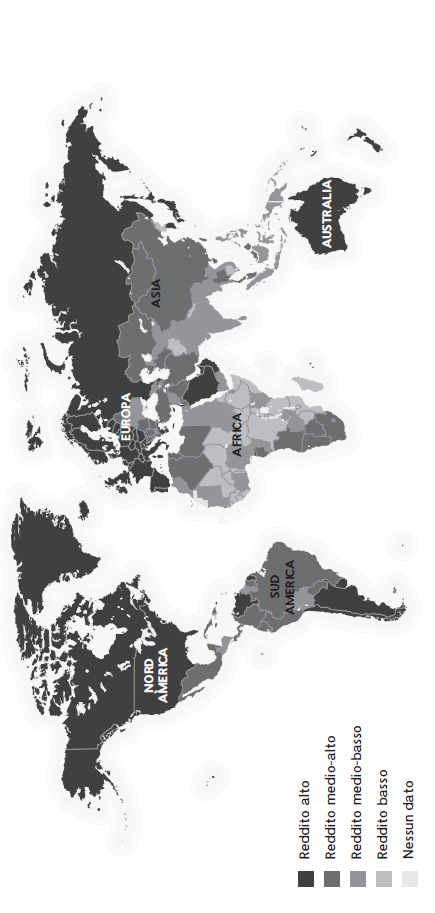 NORD
AMERICA
SUD
AMERICA
EUROPA
AFRICA
ASIA
AUSTRALIA
Reddito alto
Reddito medio-alto
Reddito medio-basso
Reddito basso
Nessun dato